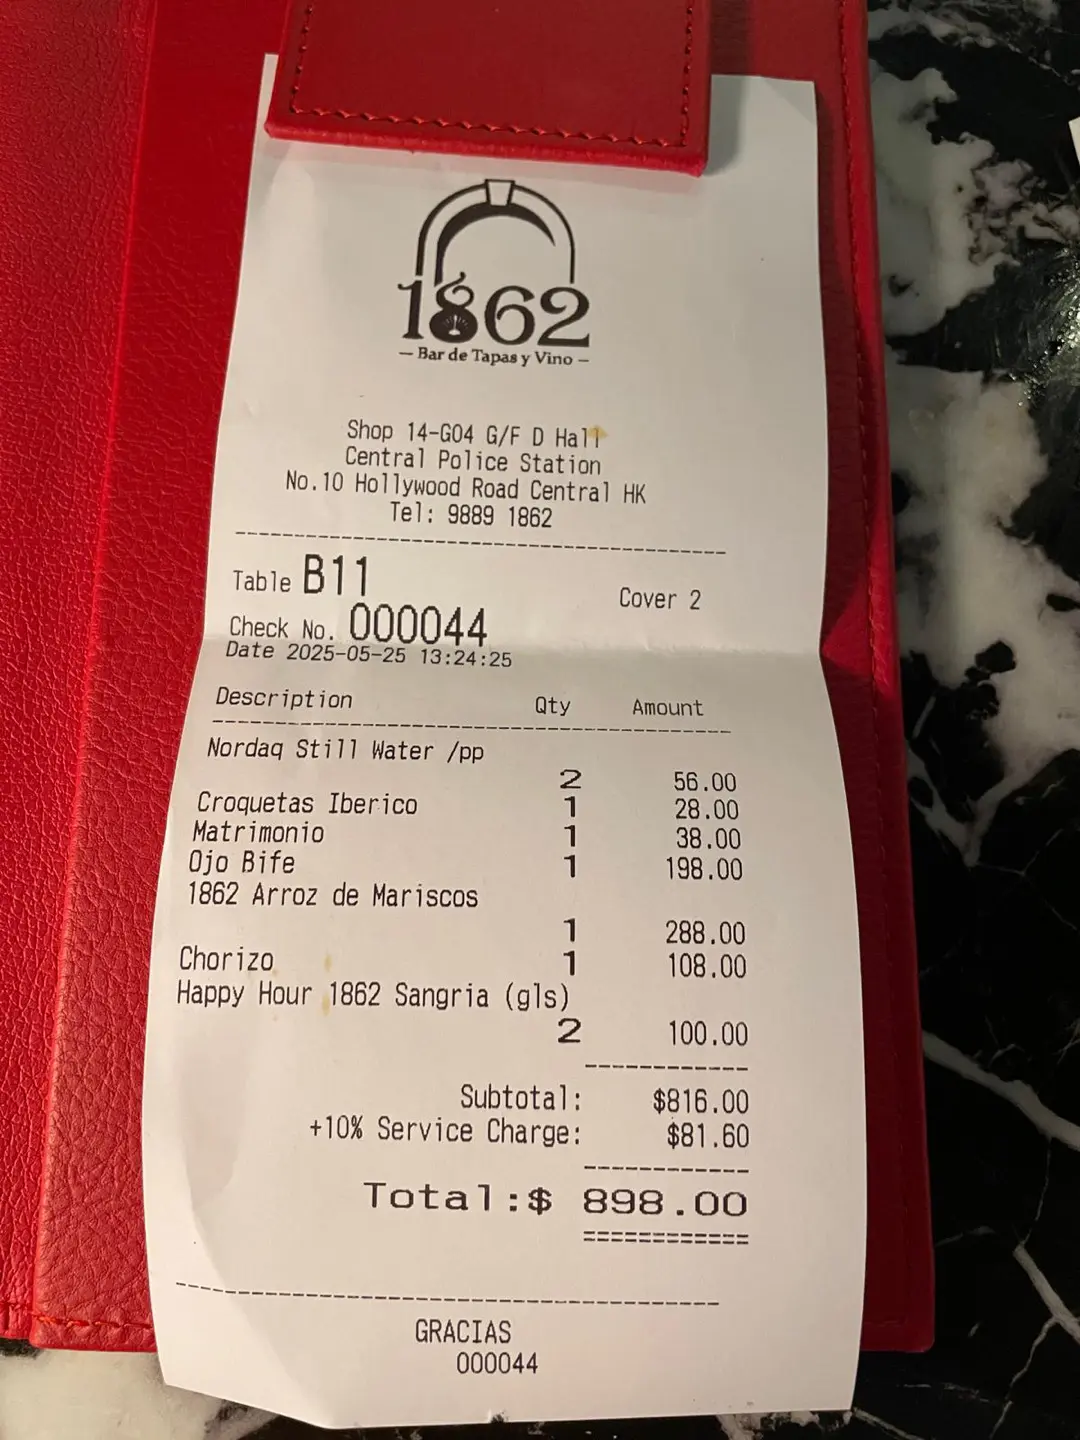 1862
– Bar de Tapas y Vino –
Shop 14-G04 G/F D Hall
Central Police Station
No.10 Hollywood Road Central HK
Tel: 9889 1862
Table B11 Cover 2
Check No. 000044
Date 2025-05-25 13:24:25
Description Qty Amount
Nordaq Still Water /pp
2 56.00
Croquetas Iberico 1 28.00
Matrimonio 1 38.00
Ojo Bife 1 198.00
1862 Arroz de Mariscos
1 288.00
Chorizo 1 108.00
Happy Hour 1862 Sangria (gls)
2 100.00
Subtotal: $816.00
+10% Service Charge: $81.60
Total:$ 898.00
GRACIAS
000044